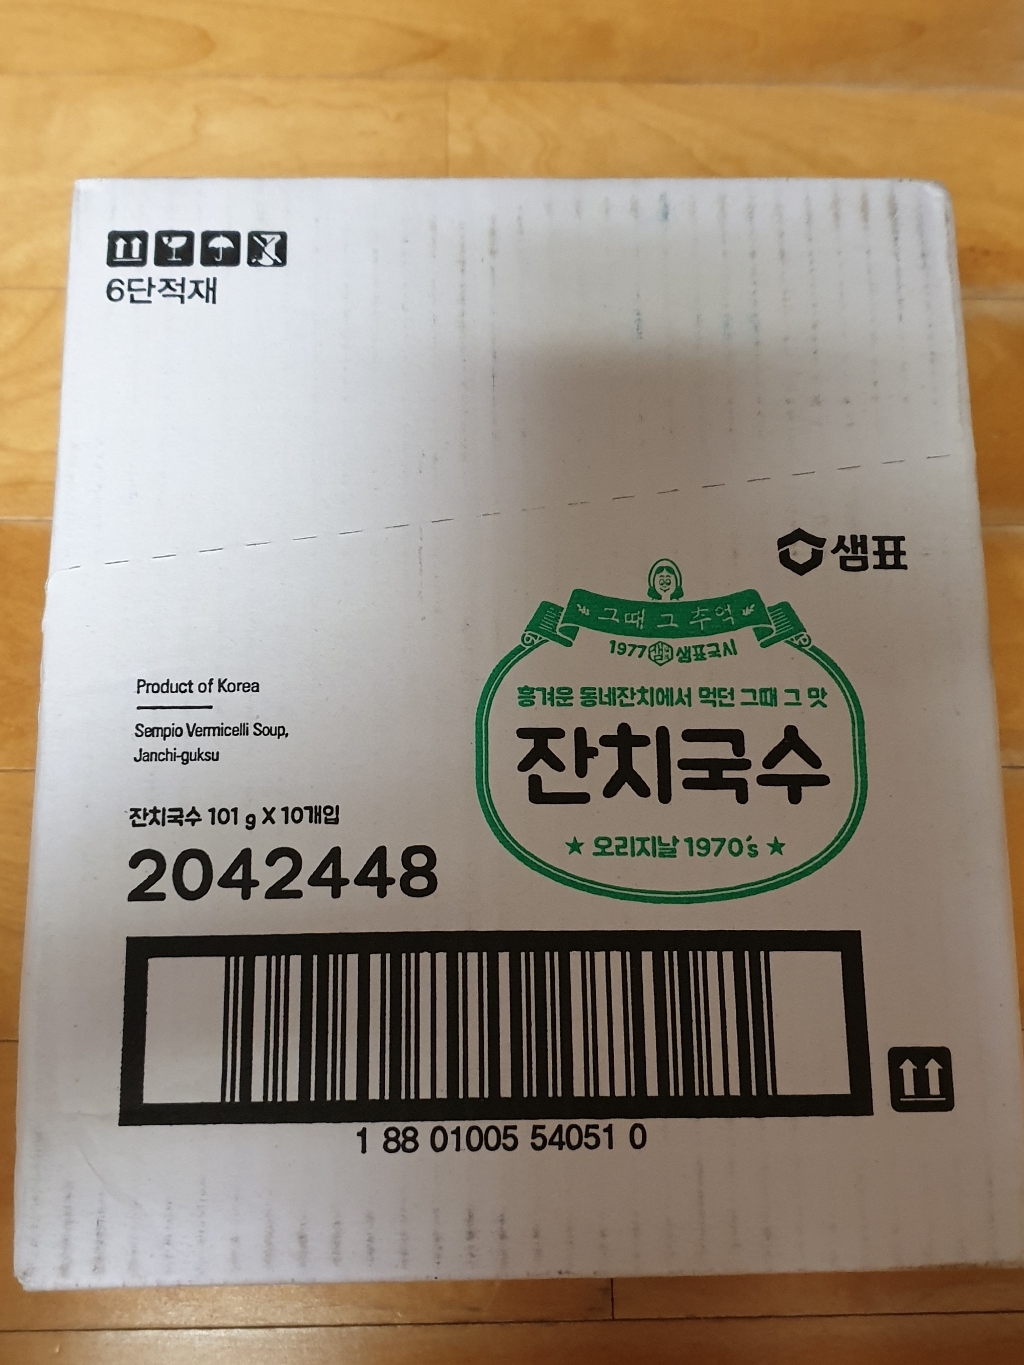 6단적재
샘표
그때 그 추억
1977 샘표 샘표국시
흥겨운 동네잔치에서 먹던 그때 그 맛
잔치국수
★ 오리지날 1970's ★
Product of Korea
Sempio Vermicelli Soup,
Janchi-guksu
잔치국수 101 g X 10개입
2042448
1 88 01005 54051 0